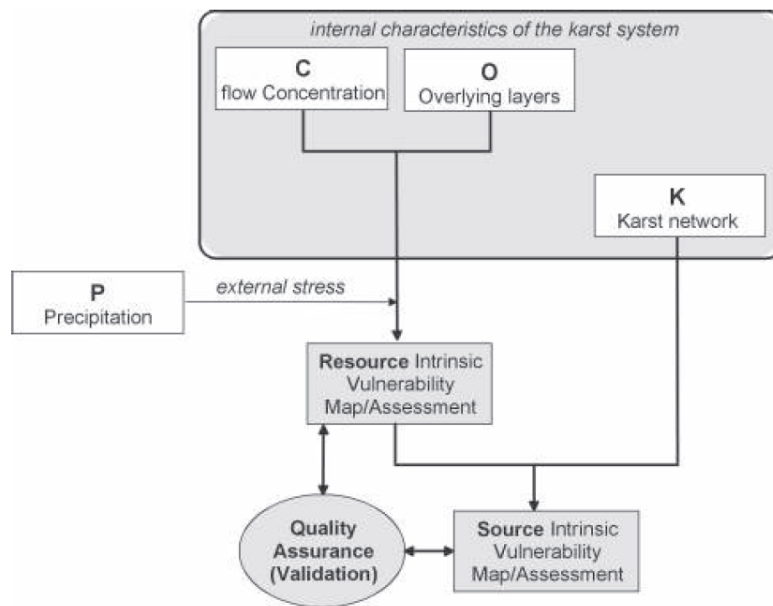 internal characteristics of the karst system
C
flow Concentration
O
Overlying layers
K
Karst network
P
Precipitation
external stress
Resource Intrinsic
Vulnerability
Map/Assessment
Quality
Assurance
(Validation)
Source Intrinsic
Vulnerability
Map/Assessment